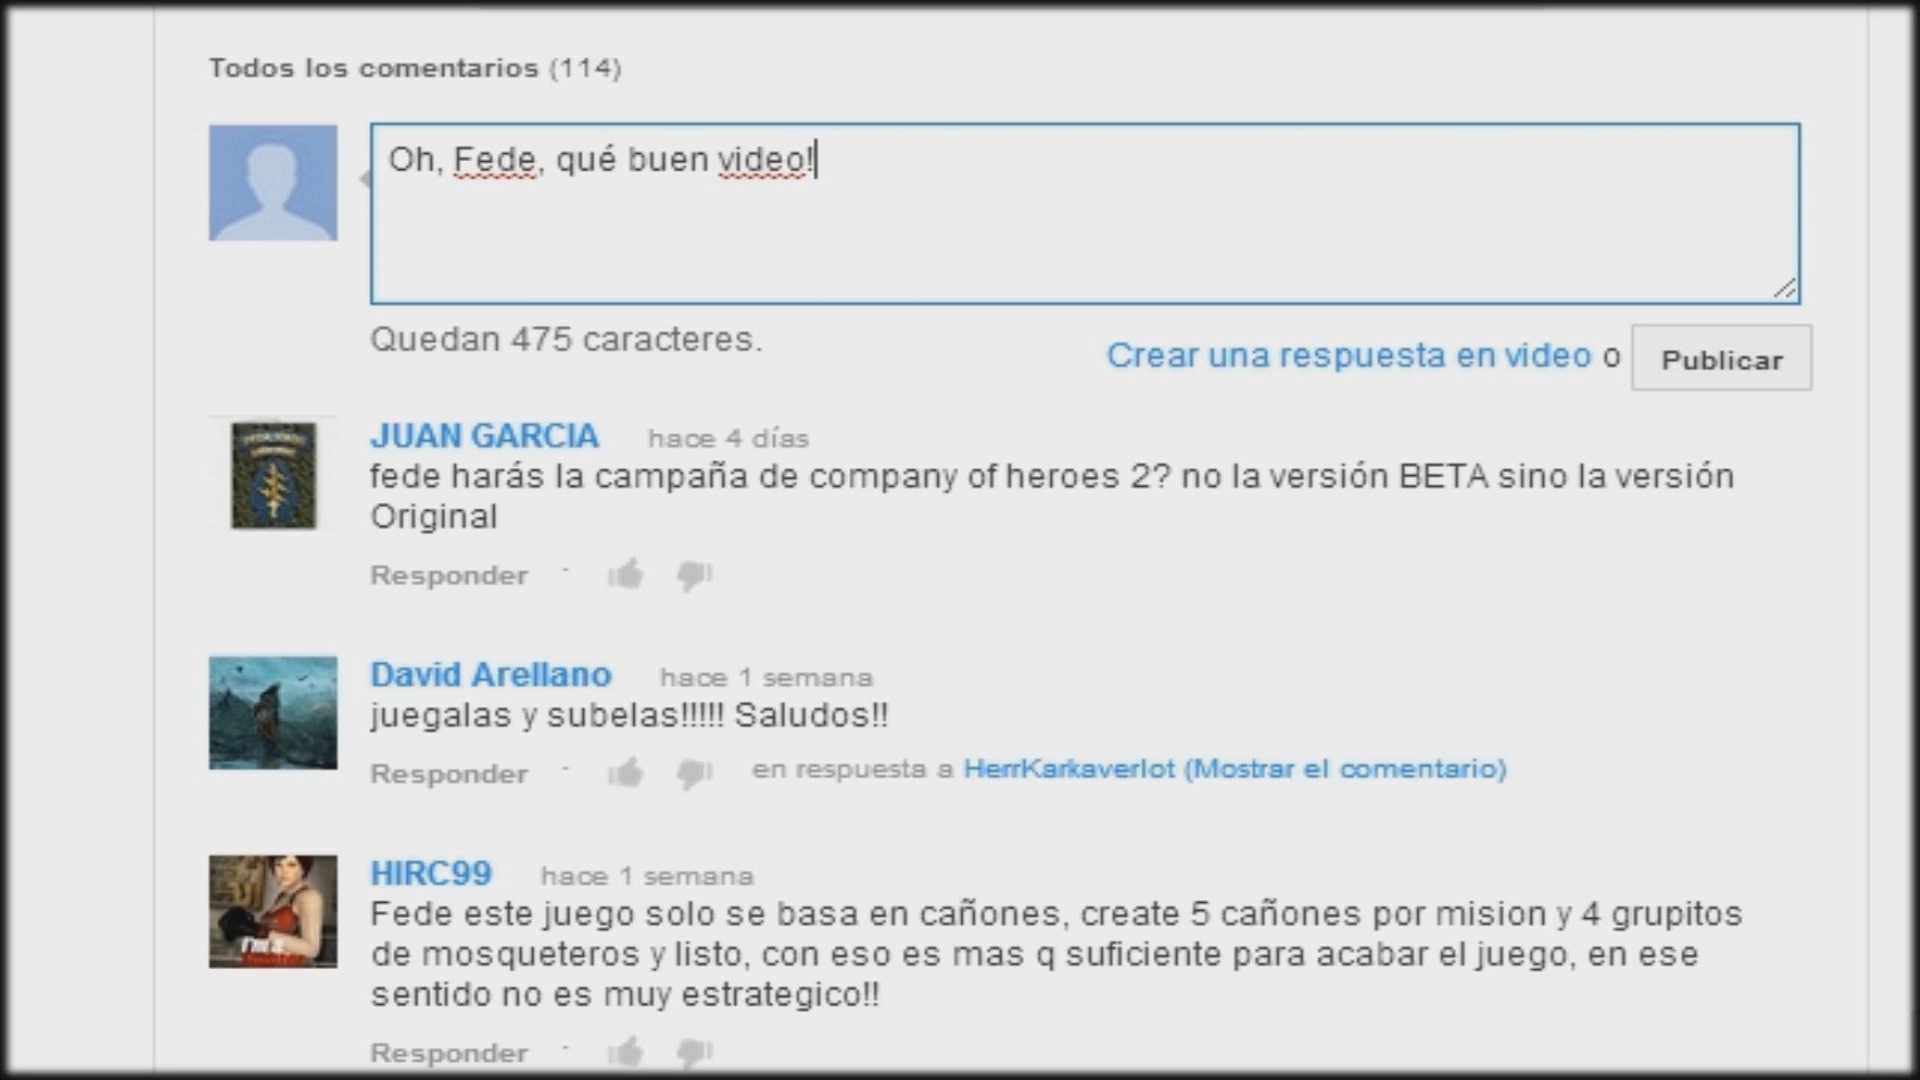 Todos los comentarios (114)
Oh, Fede, qué buen video!
Quedan 475 caracteres.
Crear una respuesta en video o Publicar
JUAN GARCIA hace 4 días
fede harás la campaña de company of heroes 2? no la versión BETA sino la versión
Original
Responder
David Arellano hace 1 semana
juegalas y subelas!!!!! Saludos!!
Responder en respuesta a HerrKarkaverlot (Mostrar el comentario)
HIRC99 hace 1 semana
Fede este juego solo se basa en cañones, create 5 cañones por mision y 4 grupitos
de mosqueteros y listo, con eso es mas q suficiente para acabar el juego, en ese
sentido no es muy estrategico!!
I'm a
Responder